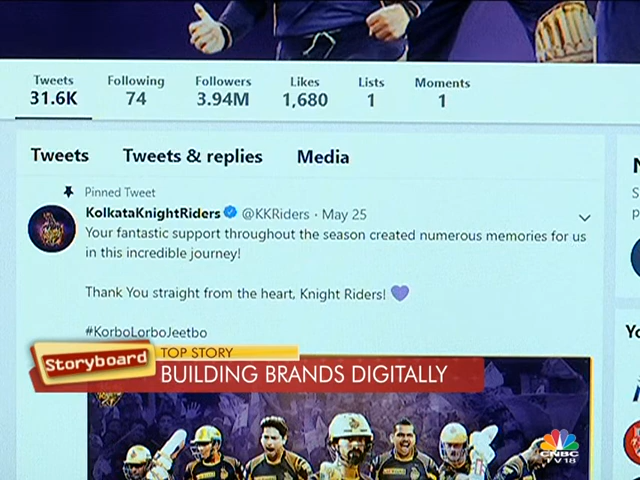 Tweets Following Followers Likes Lists Moments
31.6K 74 3.94M 1,680 1 1
Tweets Tweets & replies Media
Pinned Tweet
KolkataKnightRiders @KKRiders · May 25
Your fantastic support throughout the season created numerous memories for us
in this incredible journey!
Thank You straight from the heart, Knight Riders! 💜
#KorboLorboJeetbo
Storyboard
TOP STORY
BUILDING BRANDS DIGITALLY
CNBC
TV18